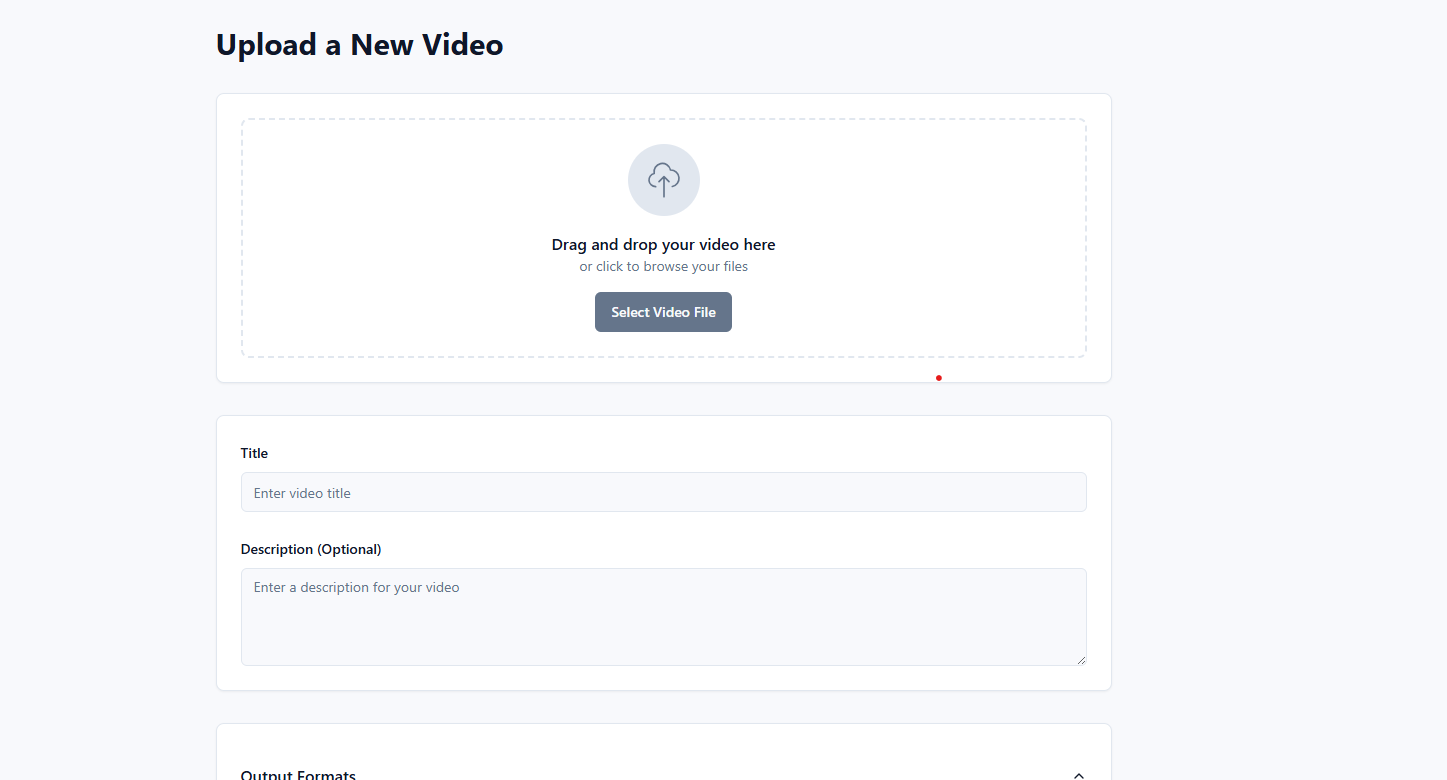 Upload a New Video
Drag and drop your video here
or click to browse your files
Select Video File
Title
Enter video title
Description (Optional)
Enter a description for your video
Output Formats